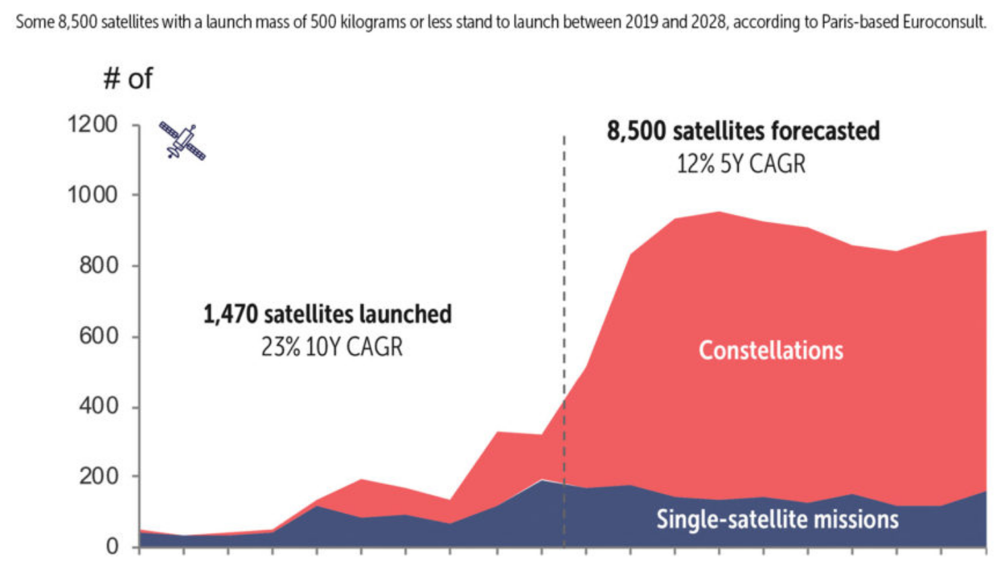 Some 8,500 satellites with a launch mass of 500 kilograms or less stand to launch between 2019 and 2028, according to Paris-based Euroconsult.
# of
1200
1000
800
600
400
200
0
8,500 satellites forecasted
12% 5Y CAGR
1,470 satellites launched
23% 10Y CAGR
Constellations
Single-satellite missions